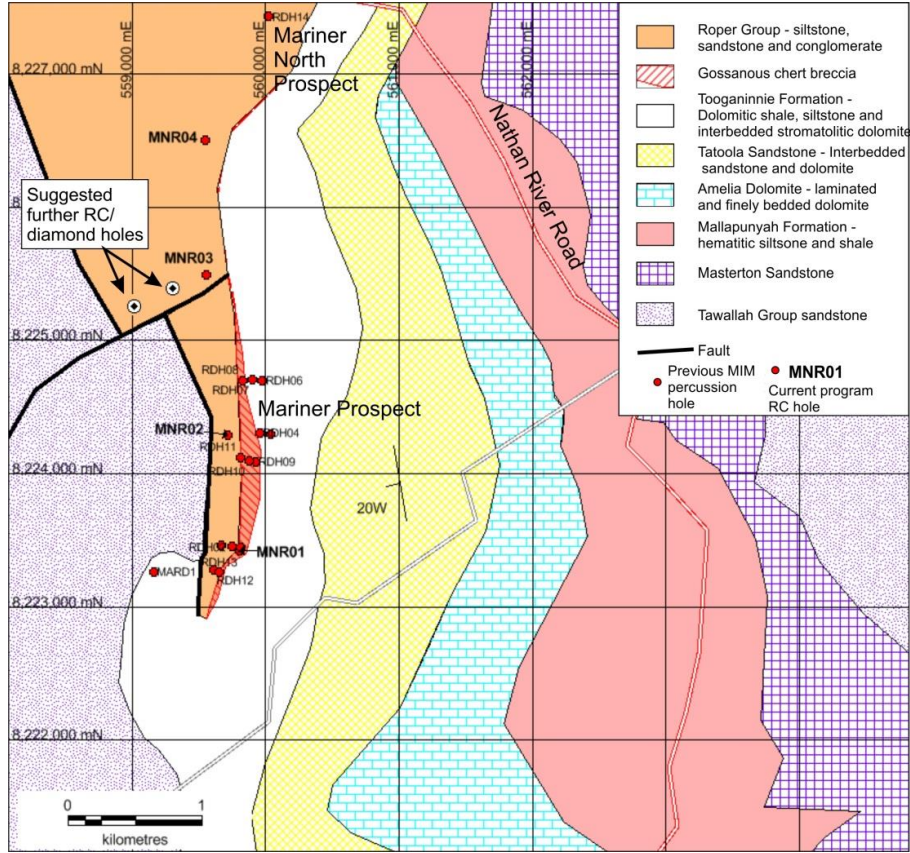 559,000 mE
560,000 mE
561,000 mE
562,000 mE
8,227,000 mN
8,225,000 mN
8,224,000 mN
8,223,000 mN
8,222,000 mN
RDH14
Mariner
North
Prospect
MNR04
Suggested
further RC/
diamond holes
MNR03
Nathan River Road
RDH08
RDH07
RDH06
Mariner Prospect
MNR02
RDH04
RDH11
RDH10
RDH09
20W
MNR01
RDH13
MARD1
RDH12
0
1
kilometres
Roper Group - siltstone,
sandstone and conglomerate
Gossanous chert breccia
Tooganinnie Formation -
Dolomitic shale, siltstone and
interbedded stromatolitic dolomite
Tatoola Sandstone - Interbedded
sandstone and dolomite
Amelia Dolomite - laminated
and finely bedded dolomite
Mallapunyah Formation -
hematitic siltstone and shale
Masterton Sandstone
Tawallah Group sandstone
Fault
Previous MIM
percussion
hole
MNR01
Current program
RC hole